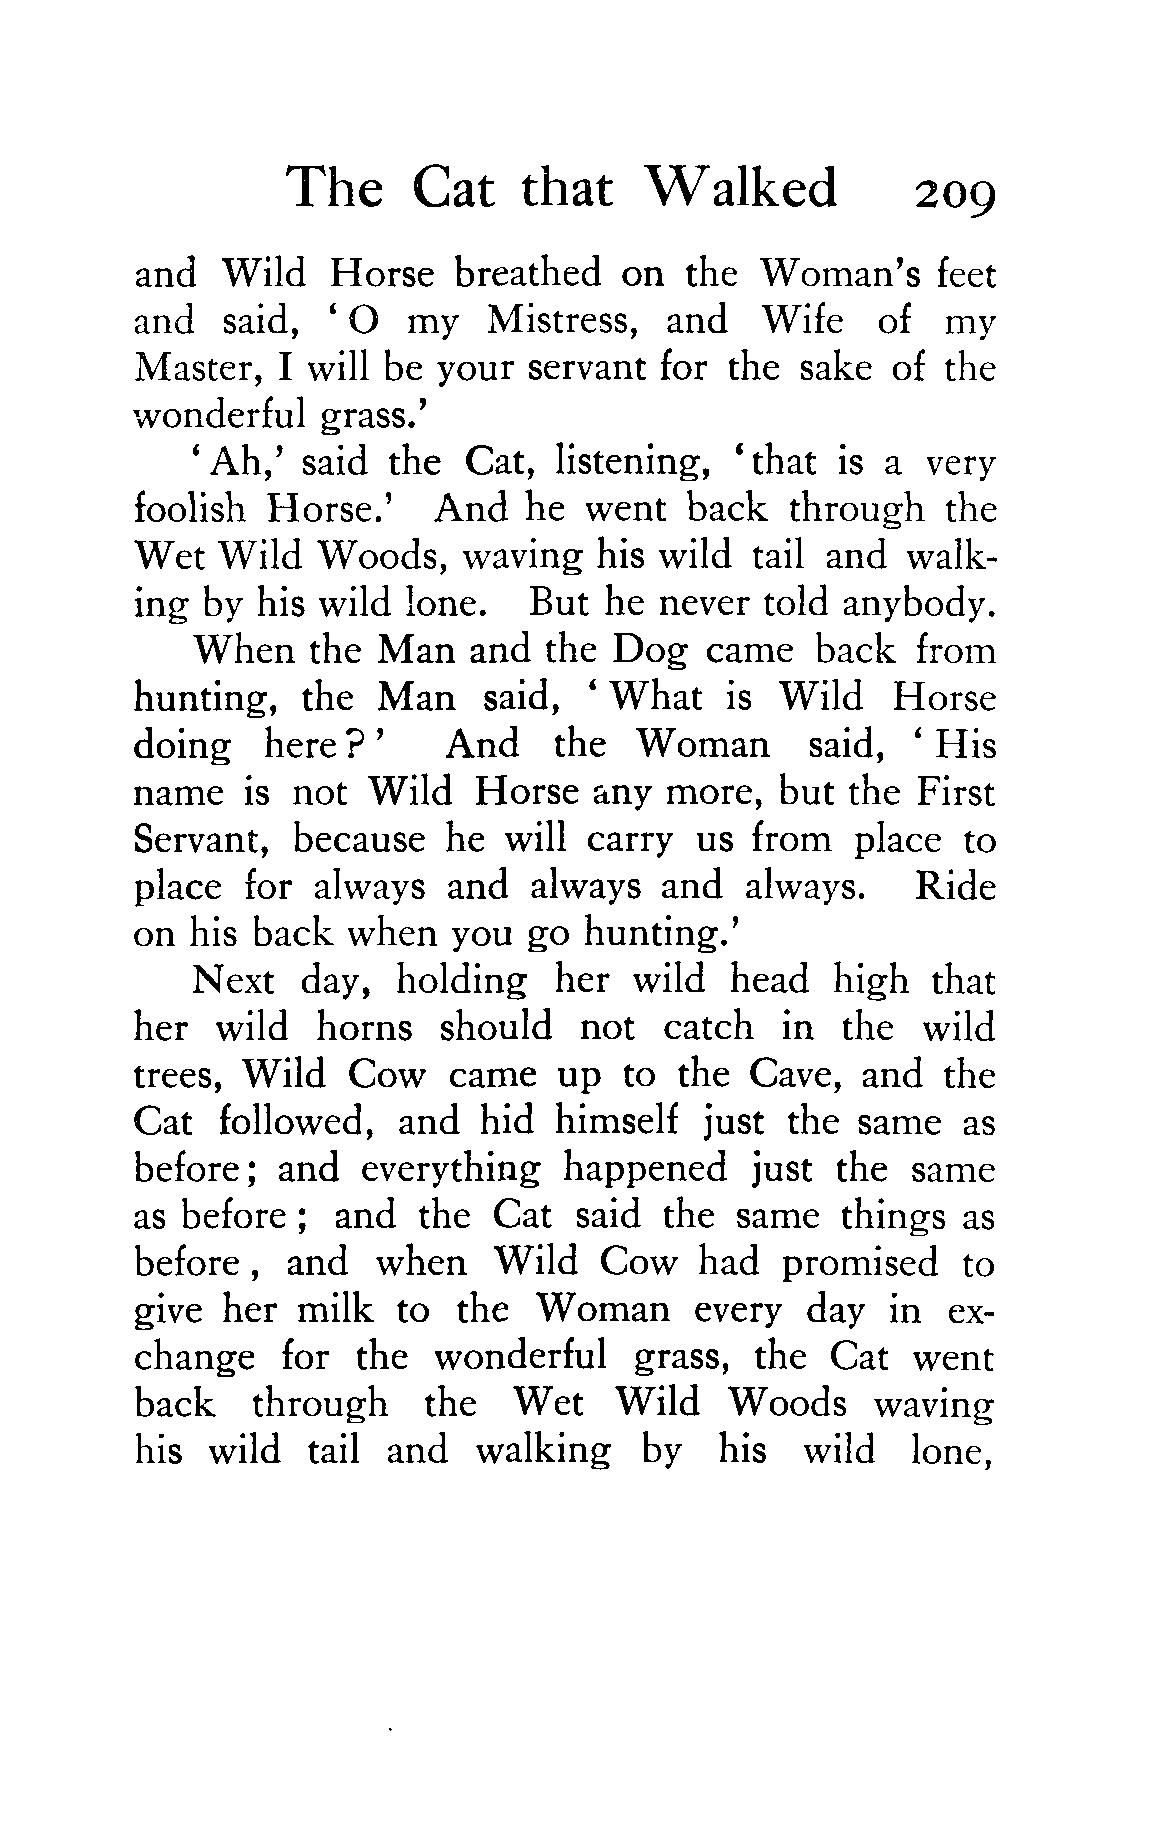 The Cat that Walked 209
and Wild Horse breathed on the Woman's feet
and said, ‘ O my Mistress, and Wife of my
Master, I will be your servant for the sake of the
wonderful grass.’
‘ Ah,’ said the Cat, listening, ‘ that is a very
foolish Horse.’ And he went back through the
Wet Wild Woods, waving his wild tail and walk-
ing by his wild lone. But he never told anybody.
When the Man and the Dog came back from
hunting, the Man said, ‘ What is Wild Horse
doing here ? ’ And the Woman said, ‘ His
name is not Wild Horse any more, but the First
Servant, because he will carry us from place to
place for always and always and always. Ride
on his back when you go hunting.’
Next day, holding her wild head high that
her wild horns should not catch in the wild
trees, Wild Cow came up to the Cave, and the
Cat followed, and hid himself just the same as
before ; and everything happened just the same
as before ; and the Cat said the same things as
before , and when Wild Cow had promised to
give her milk to the Woman every day in ex-
change for the wonderful grass, the Cat went
back through the Wet Wild Woods waving
his wild tail and walking by his wild lone,